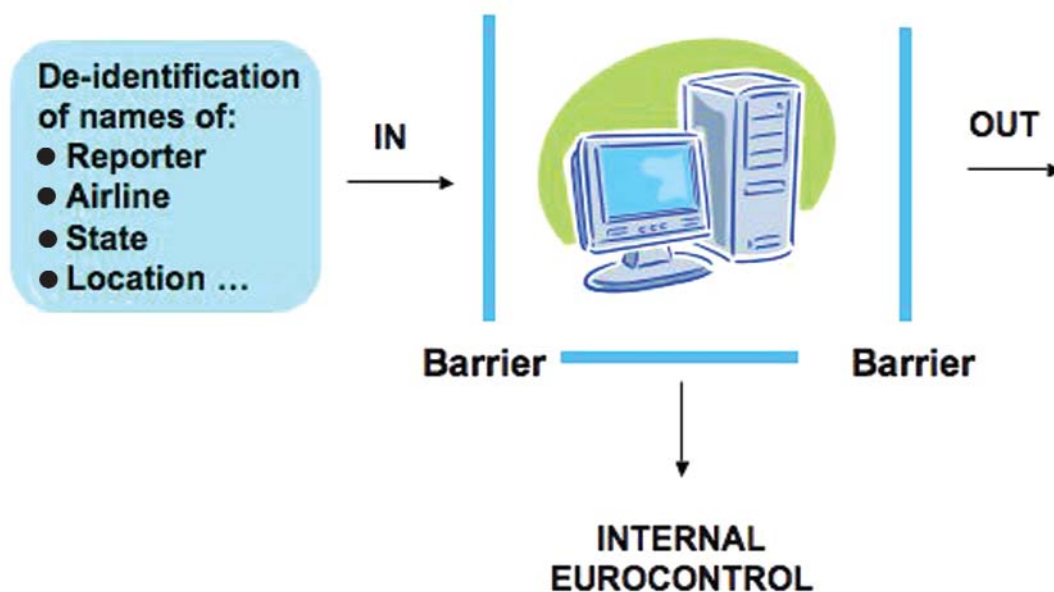 De-identification
of names of:
● Reporter
● Airline
● State
● Location ...
IN
OUT
Barrier
Barrier
INTERNAL
EUROCONTROL